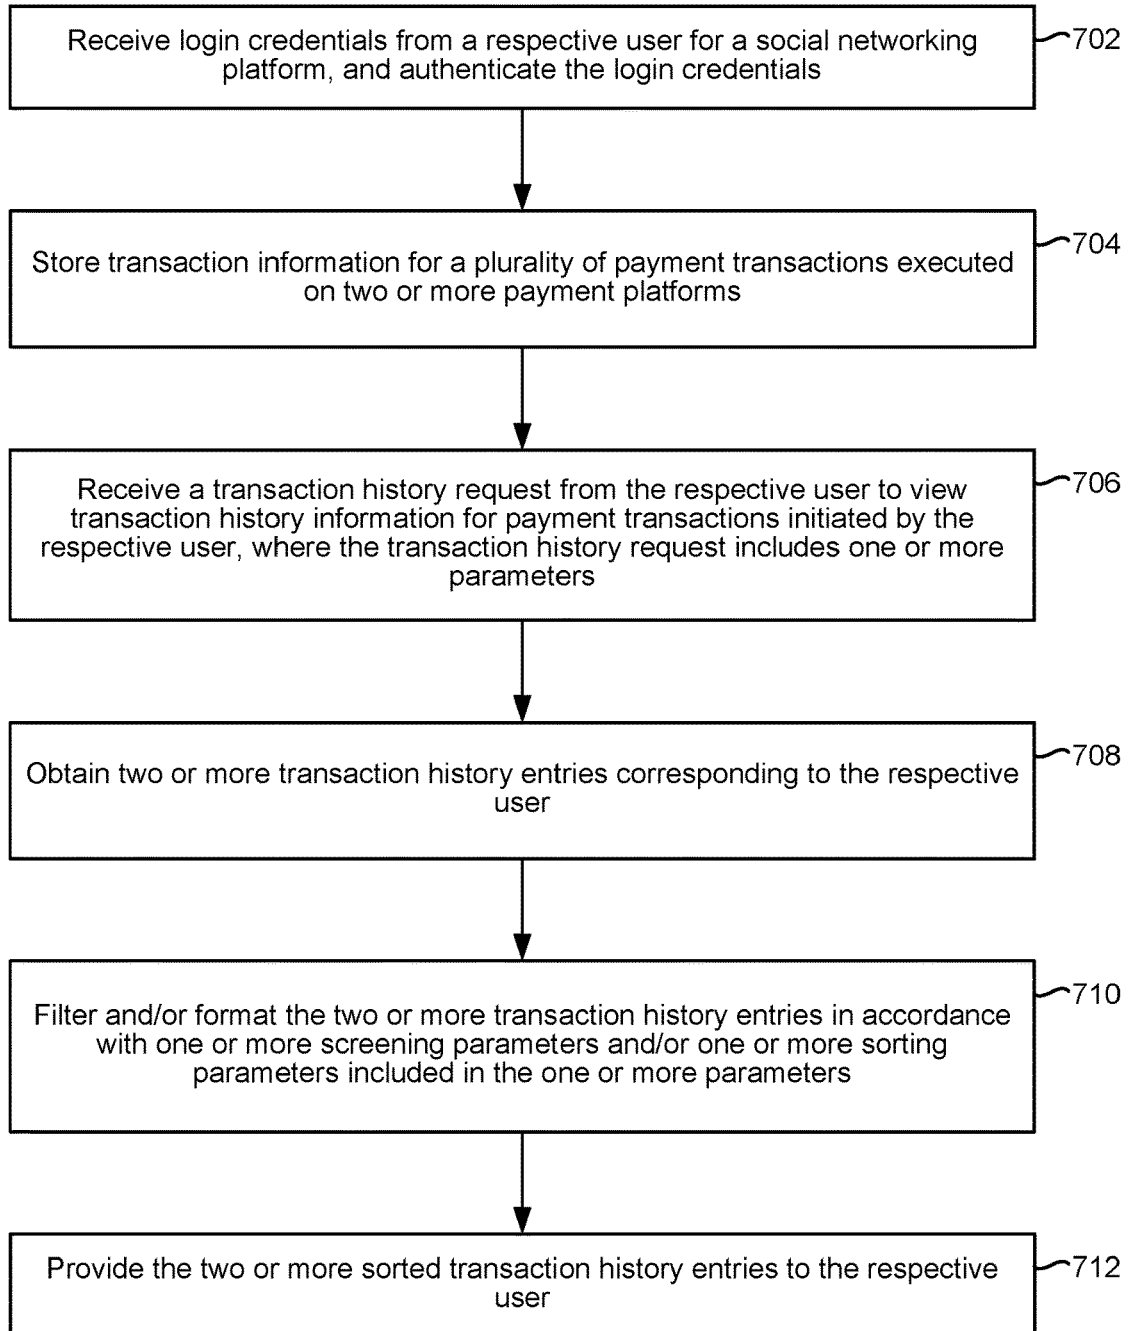 Receive login credentials from a respective user for a social networking
platform, and authenticate the login credentials
702
Store transaction information for a plurality of payment transactions executed
on two or more payment platforms
704
Receive a transaction history request from the respective user to view
transaction history information for payment transactions initiated by the
respective user, where the transaction history request includes one or more
parameters
706
Obtain two or more transaction history entries corresponding to the respective
user
708
Filter and/or format the two or more transaction history entries in accordance
with one or more screening parameters and/or one or more sorting
parameters included in the one or more parameters
710
Provide the two or more sorted transaction history entries to the respective
user
712